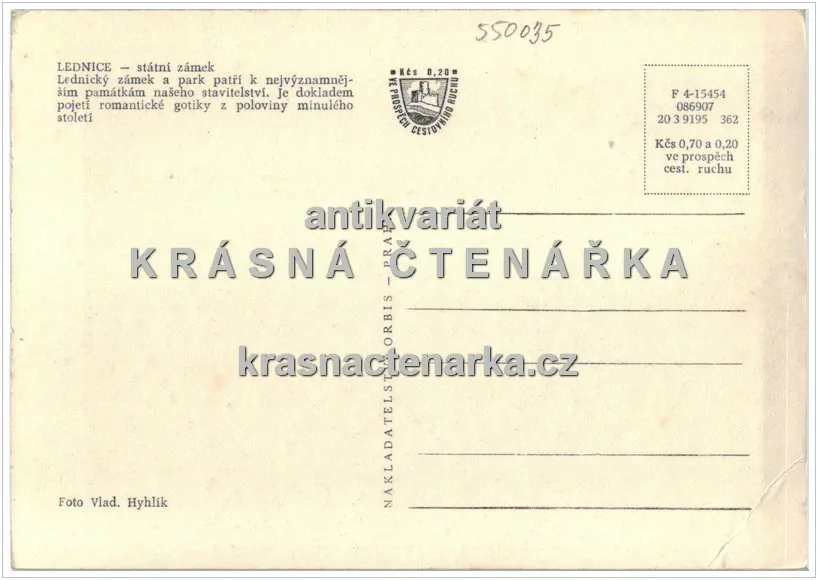 550035
LEDNICE – státní zámek
Lednický zámek a park patří k nejvýznamněj-
ším památkám našeho stavitelství. Je dokladem
pojetí romantické gotiky z poloviny minulého
století
Kčs 0,20
VE PROSPĚCH CESTOVNÍHO RUCHU
F 4-15454
086907
20 3 9195 362
Kčs 0,70 a 0,20
ve prospěch
cest. ruchu
antikvariát
KRÁSNÁ ČTENÁŘKA
krasnactenarka.cz
NAKLADATELSTVÍ ORBIS – PRAHA
Foto Vlad. Hyhlík